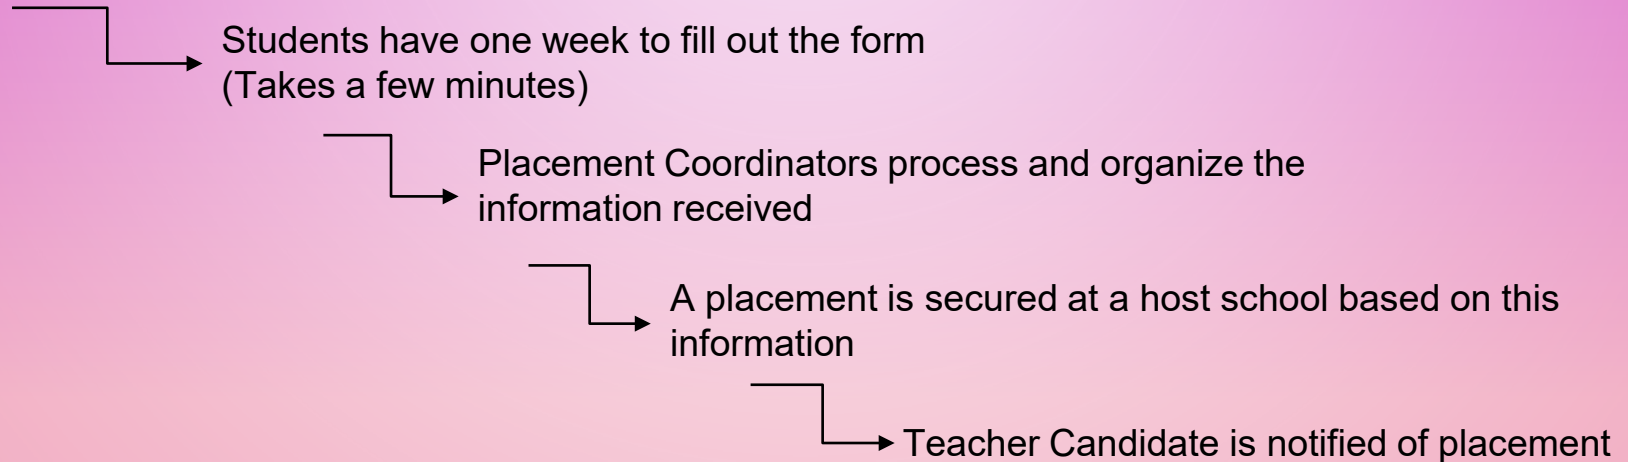 Students have one week to fill out the form
(Takes a few minutes)
Placement Coordinators process and organize the
information received
A placement is secured at a host school based on this
information
Teacher Candidate is notified of placement